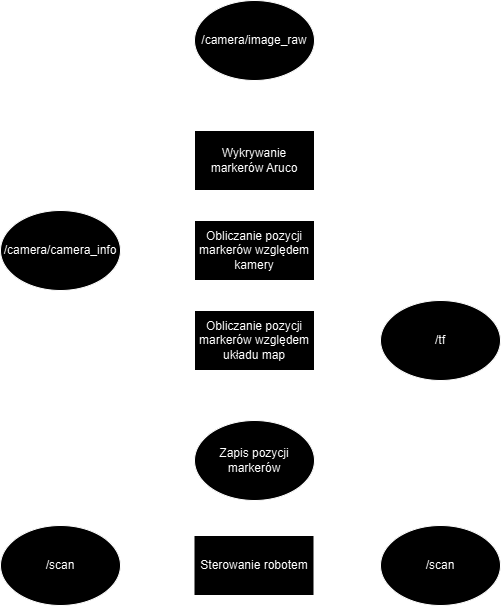 /camera/image_raw
Wykrywanie
markerów Aruco
/camera/camera_info
Obliczanie pozycji
markerów względem
kamery
Obliczanie pozycji
markerów względem
układu map
/tf
Zapis pozycji
markerów
/scan
Sterowanie robotem
/scan